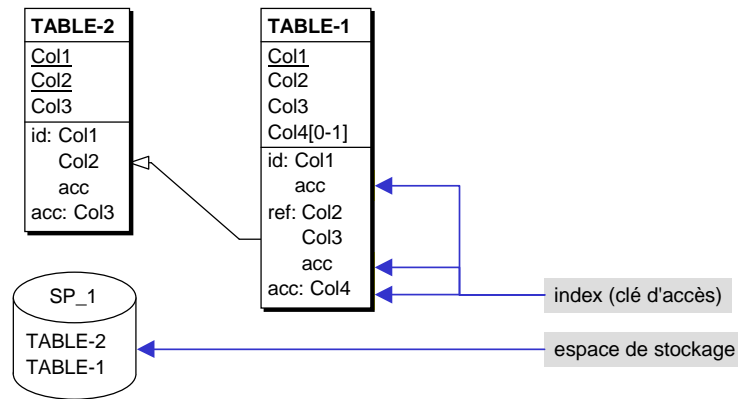 TABLE-2
Col1
Col2
Col3
id: Col1
Col2
acc
acc: Col3
TABLE-1
Col1
Col2
Col3
Col4[0-1]
id: Col1
acc
ref: Col2
Col3
acc
acc: Col4
SP_1
TABLE-2
TABLE-1
index (clé d'accès)
espace de stockage